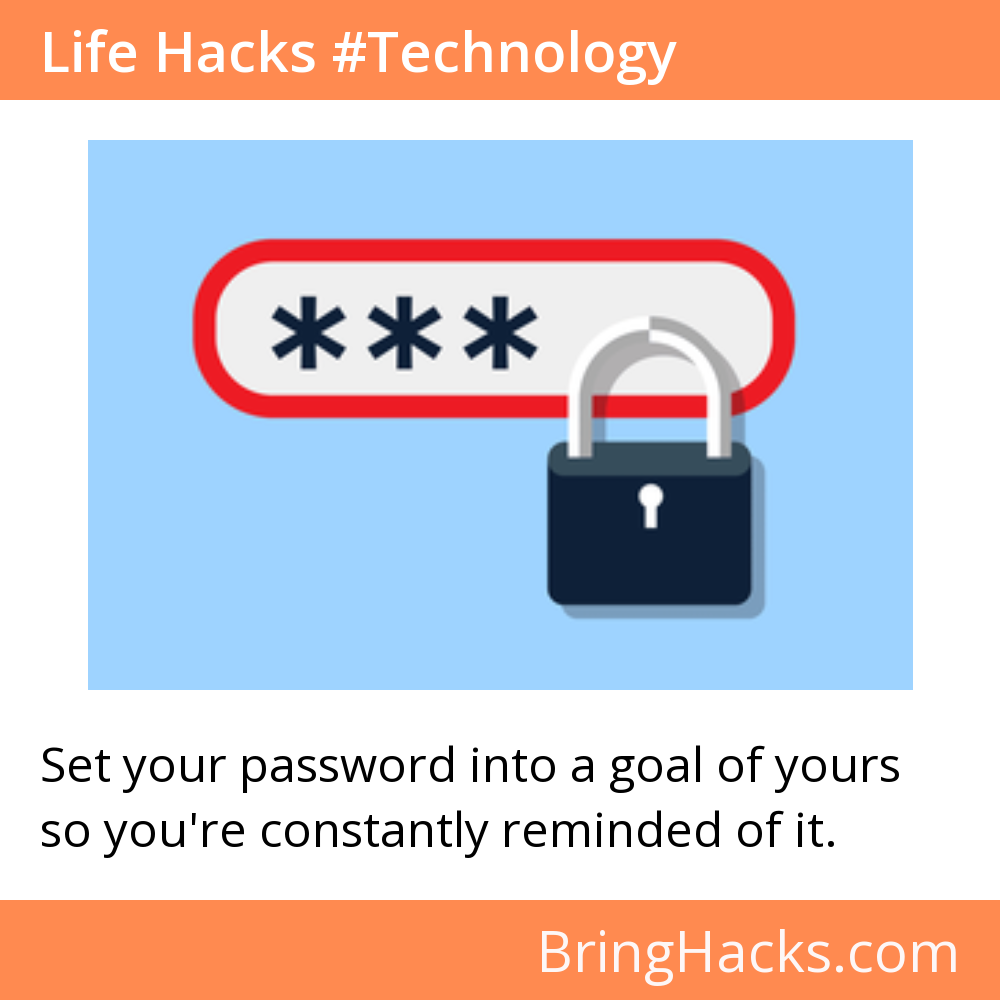 Life Hacks #Technology
***
Set your password into a goal of yours
so you're constantly reminded of it.
BringHacks.com